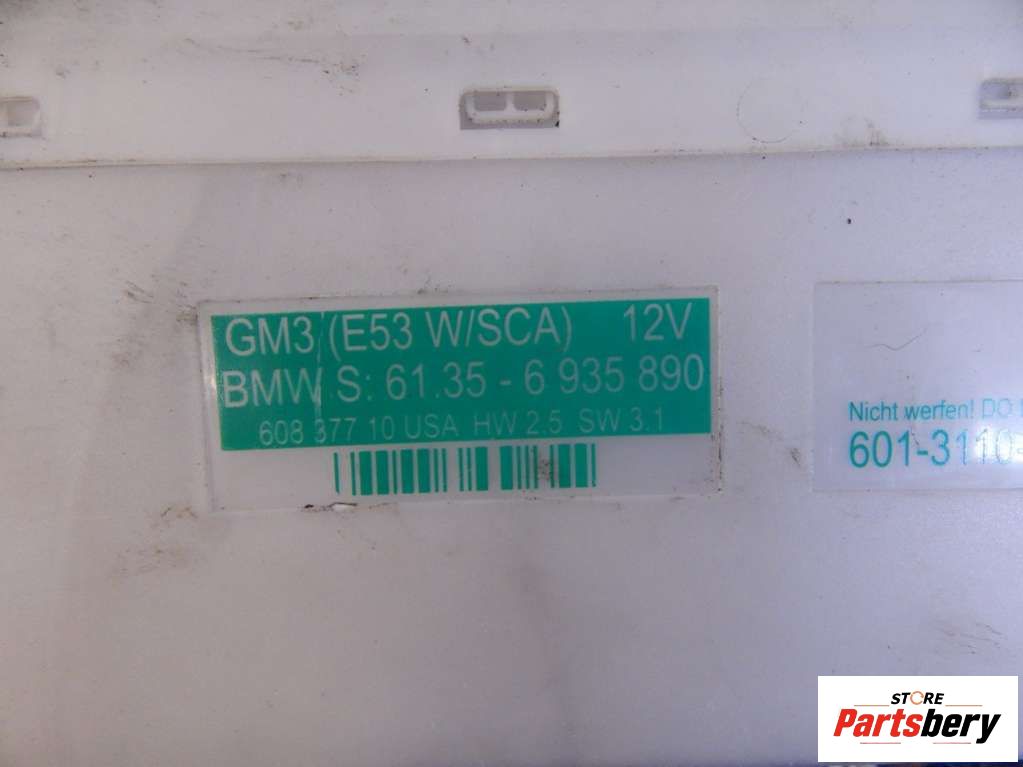 GM3 (E53 W/SCA) 12V
BMW S: 61.35 - 6 935 890
608 377 10 USA HW 2.5 SW 3.1
Nicht werfen! DO
601-3110-
STORE
Partsbery